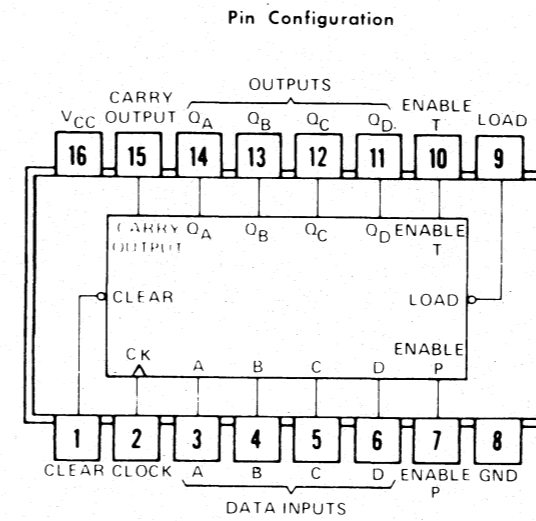 Pin Configuration
OUTPUTS
VCC CARRY OUTPUT QA QB QC QD. ENABLE T LOAD
16 15 14 13 12 11 10 9
CARRY OUTPUT QA QB QC QD ENABLE T
CLEAR LOAD
CK A B C D ENABLE P
1 2 3 4 5 6 7 8
CLEAR CLOCK A B C D ENABLE P GND
DATA INPUTS